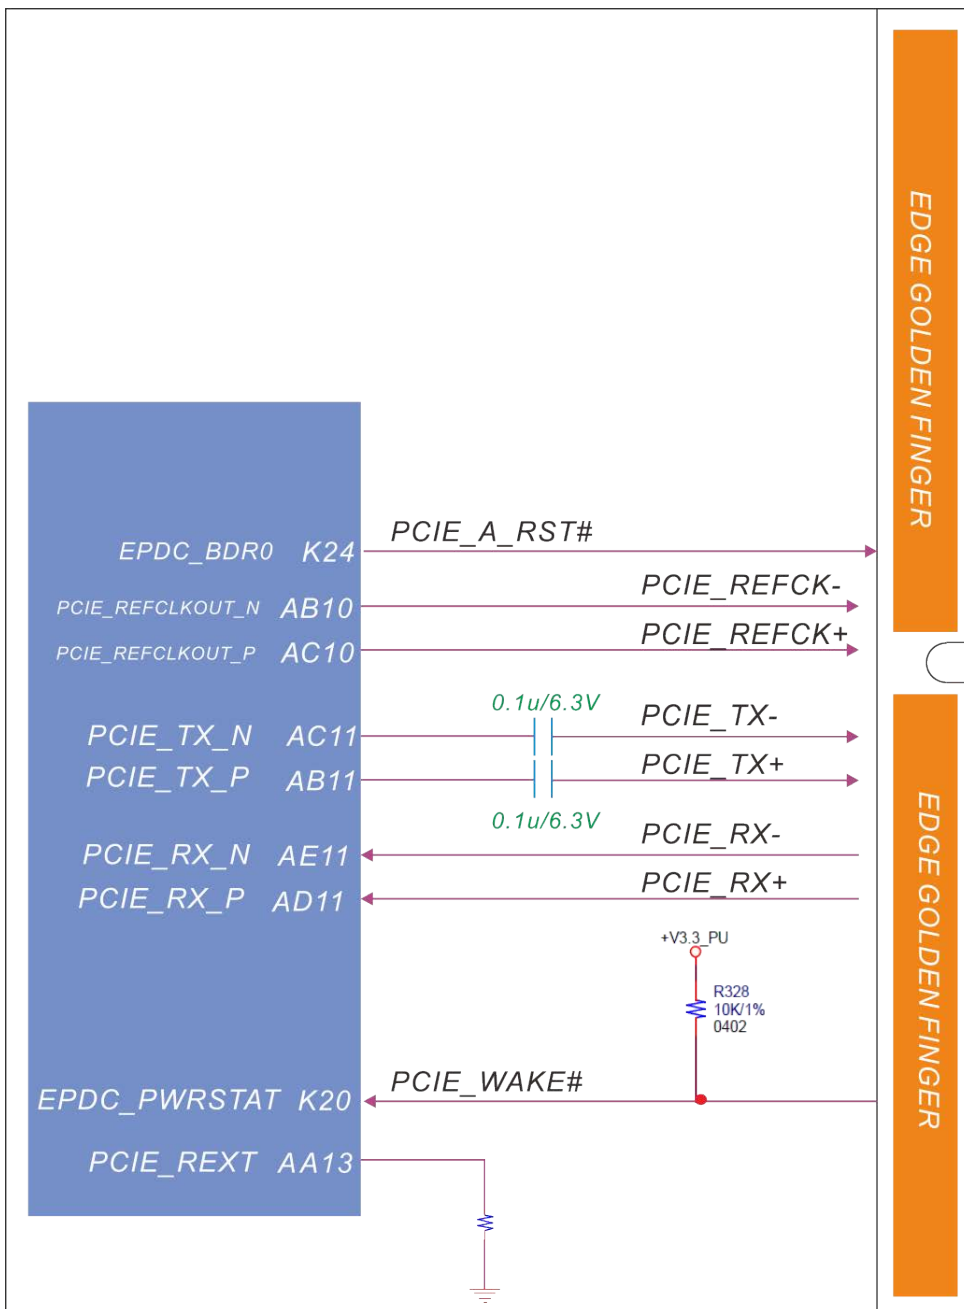 EDGE GOLDEN FINGER
EPDC_BDR0 K24 PCIE_A_RST#
PCIE_REFCLKOUT_N AB10 PCIE_REFCK-
PCIE_REFCLKOUT_P AC10 PCIE_REFCK+
0.1u/6.3V
PCIE_TX_N AC11 PCIE_TX-
PCIE_TX_P AB11 PCIE_TX+
0.1u/6.3V
PCIE_RX_N AE11 PCIE_RX-
PCIE_RX_P AD11 PCIE_RX+
+V3.3_PU
R328
10K/1%
0402
EPDC_PWRSTAT K20 PCIE_WAKE#
PCIE_REXT AA13
EDGE GOLDEN FINGER